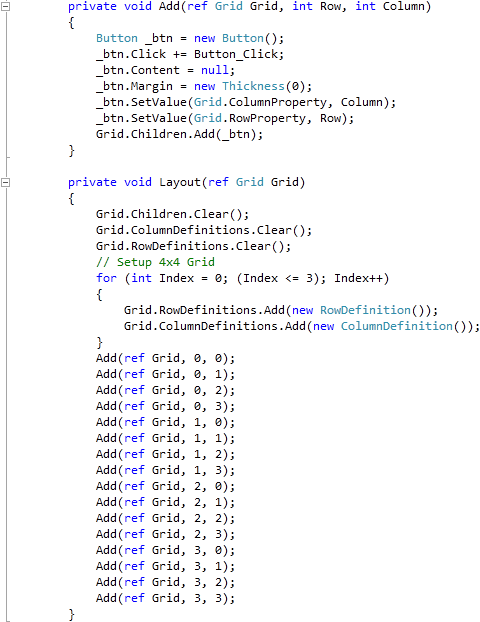 private void Add(ref Grid Grid, int Row, int Column)
{
    Button _btn = new Button();
    _btn.Click += Button_Click;
    _btn.Content = null;
    _btn.Margin = new Thickness(0);
    _btn.SetValue(Grid.ColumnProperty, Column);
    _btn.SetValue(Grid.RowProperty, Row);
    Grid.Children.Add(_btn);
}

private void Layout(ref Grid Grid)
{
    Grid.Children.Clear();
    Grid.ColumnDefinitions.Clear();
    Grid.RowDefinitions.Clear();
    // Setup 4x4 Grid
    for (int Index = 0; (Index <= 3); Index++)
    {
        Grid.RowDefinitions.Add(new RowDefinition());
        Grid.ColumnDefinitions.Add(new ColumnDefinition());
    }
    Add(ref Grid, 0, 0);
    Add(ref Grid, 0, 1);
    Add(ref Grid, 0, 2);
    Add(ref Grid, 0, 3);
    Add(ref Grid, 1, 0);
    Add(ref Grid, 1, 1);
    Add(ref Grid, 1, 2);
    Add(ref Grid, 1, 3);
    Add(ref Grid, 2, 0);
    Add(ref Grid, 2, 1);
    Add(ref Grid, 2, 2);
    Add(ref Grid, 2, 3);
    Add(ref Grid, 3, 0);
    Add(ref Grid, 3, 1);
    Add(ref Grid, 3, 2);
    Add(ref Grid, 3, 3);
}